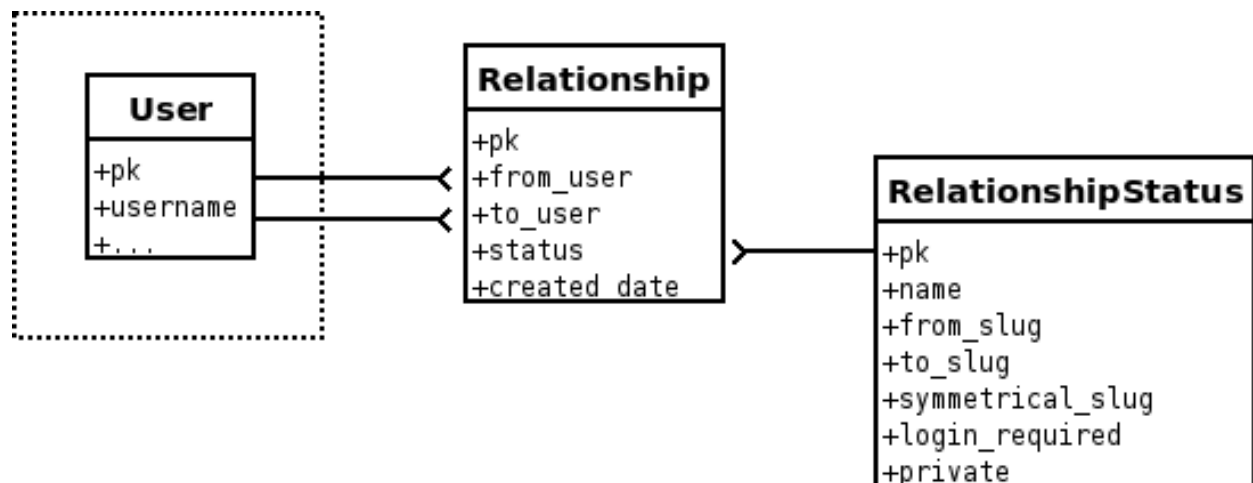 User
+pk
+username
+...
Relationship
+pk
+from_user
+to_user
+status
+created_date
RelationshipStatus
+pk
+name
+from_slug
+to_slug
+symmetrical_slug
+login_required
+private